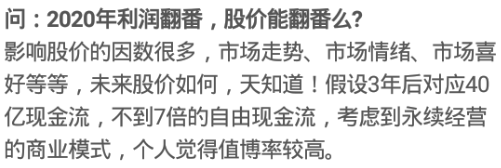 问：2020年利润翻番，股价能翻番么?
影响股价的因数很多，市场走势、市场情绪、市场喜
好等等，未来股价如何，天知道！假设3年后对应40
亿现金流，不到7倍的自由现金流，考虑到永续经营
的商业模式，个人觉得值博率较高。